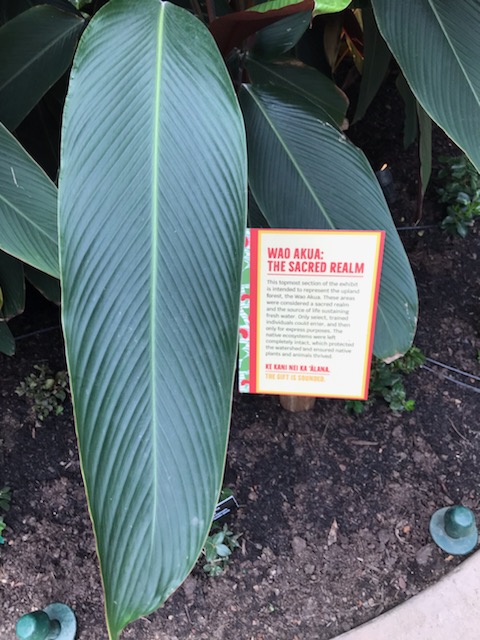 WAO AKUA:
THE SACRED REALM
This topmost section of the exhibit
is intended to represent the upland
forest, the Wao Akua. These areas
were considered a sacred realm
and the source of life sustaining
fresh water. Only select, trained
individuals could enter, and then
only for express purposes. The
native ecosystems were left
completely intact, which protected
the watershed and ensured native
plants and animals thrived.
KE KANI NEI KA ʻĀLANA.
THE GIFT IS SOUNDED.